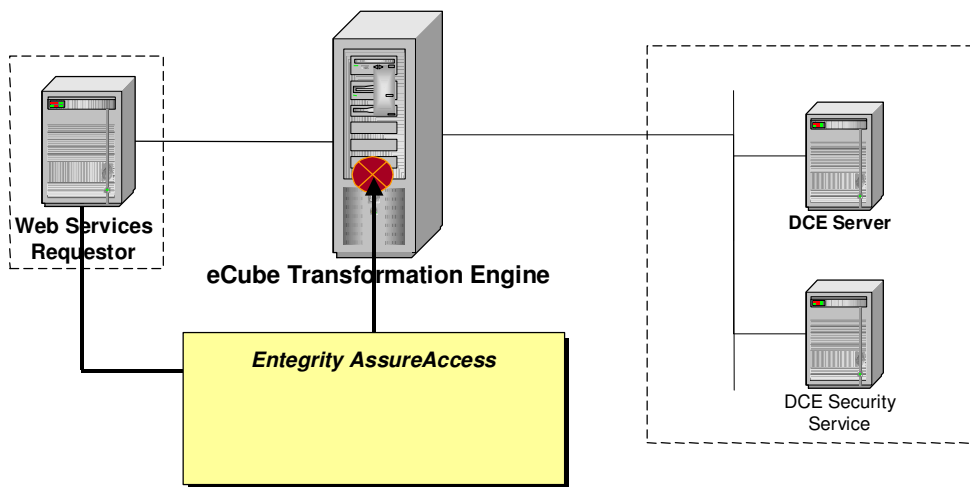 Web Services
Requestor
eCube Transformation Engine
Entegrity AssureAccess
DCE Server
DCE Security
Service